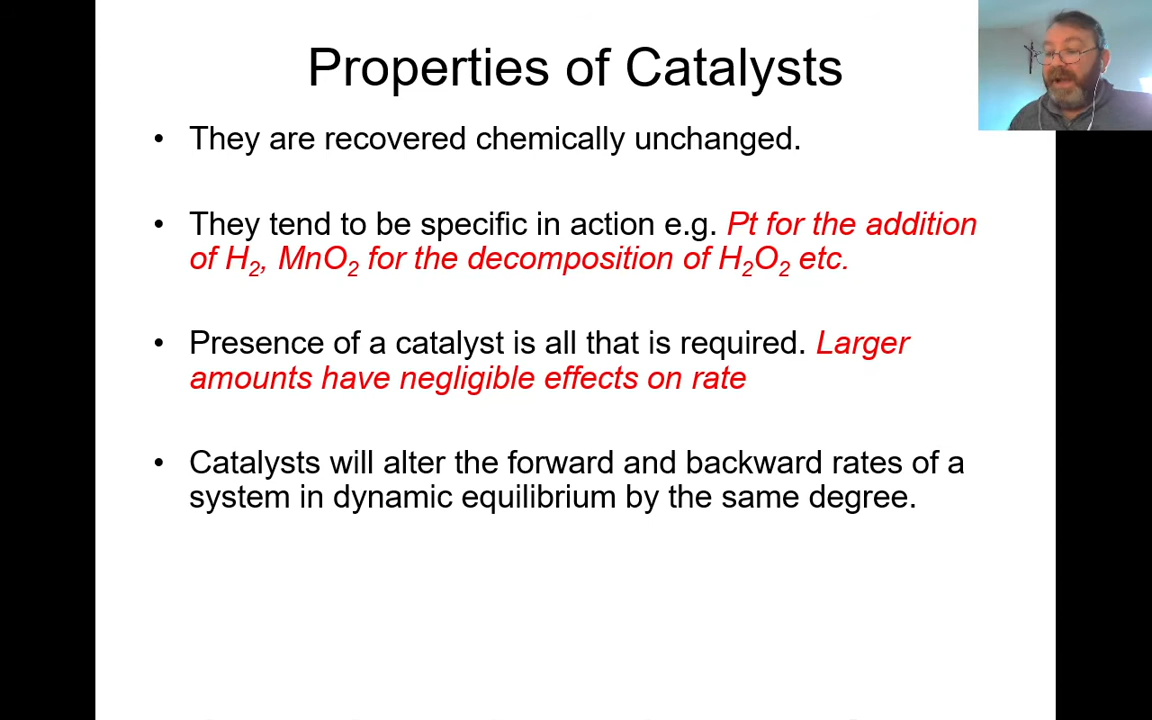 Properties of Catalysts
• They are recovered chemically unchanged.
• They tend to be specific in action e.g. Pt for the addition
of H₂, MnO₂ for the decomposition of H₂O₂ etc.
• Presence of a catalyst is all that is required. Larger
amounts have negligible effects on rate
• Catalysts will alter the forward and backward rates of a
system in dynamic equilibrium by the same degree.